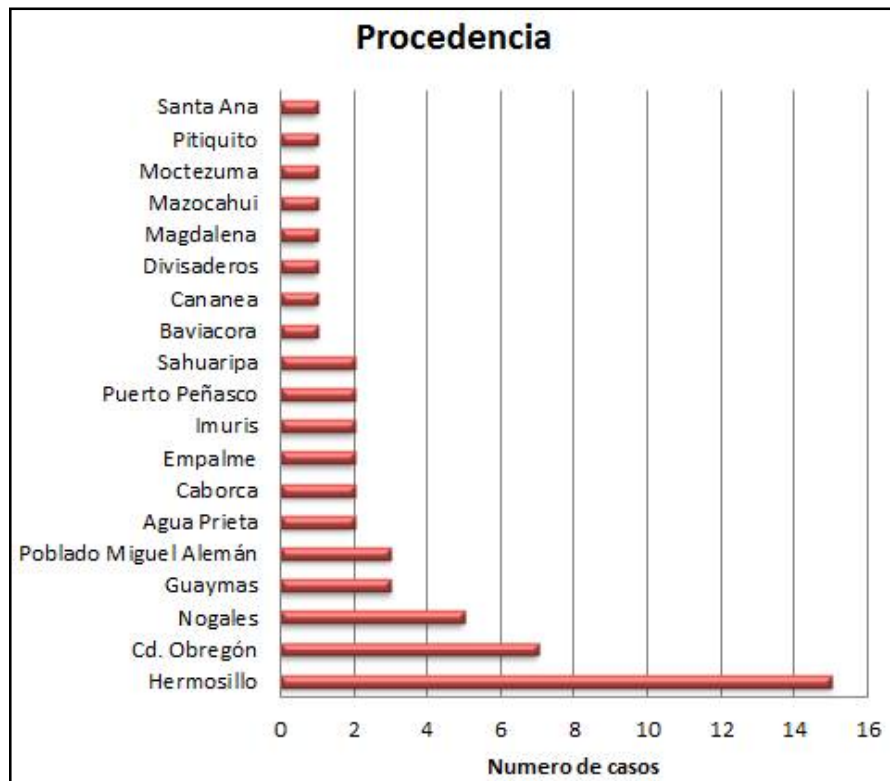 Procedencia
Santa Ana
Pitiquito
Moctezuma
Mazocahui
Magdalena
Divisaderos
Cananea
Baviacora
Sahuaripa
Puerto Peñasco
Imuris
Empalme
Caborca
Agua Prieta
Poblado Miguel Alemán
Guaymas
Nogales
Cd. Obregón
Hermosillo
0 2 4 6 8 10 12 14 16
Numero de casos